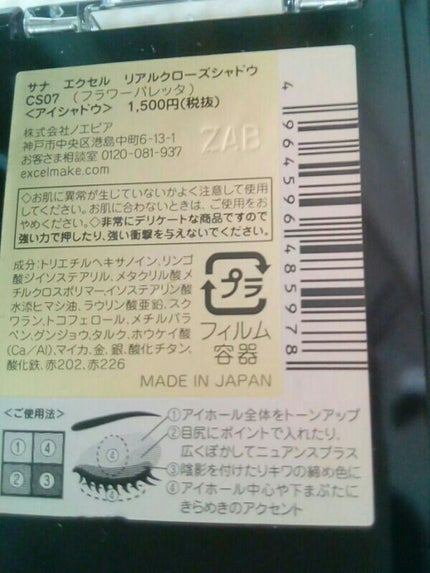 サナ エクセル リアルクローズシャドウ
CS07 (フラワーパレッタ)
<アイシャドウ> 1,500円(税抜)
株式会社ノエビア
神戸市中央区港島中町6-13-1
お客さま相談室 0120-081-937
excelmake.com
ZAB
◇お肌に異常が生じていないかよく注意して使用
してください。お肌に合わないときは、ご使用をお
やめください。◇非常にデリケートな商品ですので
強い力で押したり、強い衝撃を与えないでください。
成分:トリエチルヘキサノイン、リンゴ
酸ジイソステアリル、メタクリル酸メ
チルクロスポリマー、イソステアリン酸
水添ヒマシ油、ラウリン酸亜鉛、スク
ワラン、トコフェロール、メチルパラ
ベン、グンジョウ、タルク、ホウケイ酸
(Ca/Al)、マイカ、金、銀、酸化チタン、
酸化鉄、赤202、赤226
プラ
フィルム
容器
MADE IN JAPAN
4 964596 485978
<ご使用法>
① ④
② ③
④
④
①アイホール全体をトーンアップ
②目尻にポイントで入れたり、
広くぼかしてニュアンスプラス
③陰影を付けたりキワの締め色に
④アイホール中心や下まぶたに
きらめきのアクセント